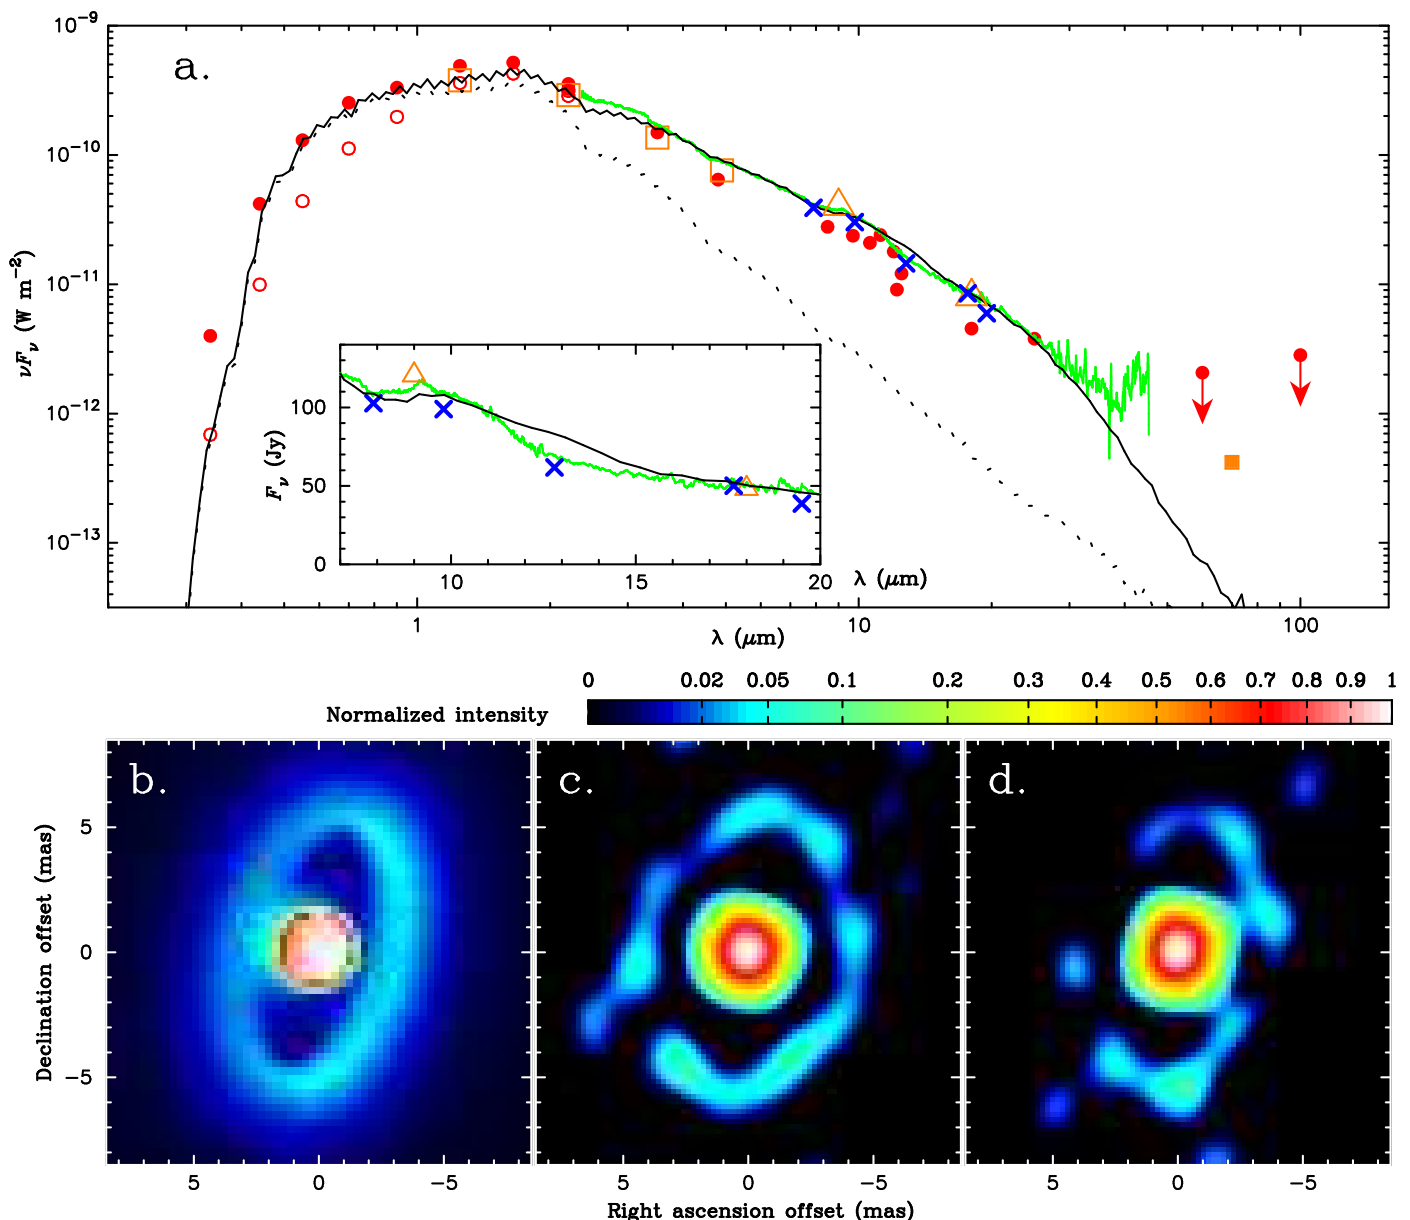 a.
10⁻⁹
10⁻¹⁰
10⁻¹¹
10⁻¹²
10⁻¹³
νFν (W m⁻²)
1 10 100
λ (μm)
100
50
0
Fν (Jy)
10 15 20
λ (μm)
0 0.02 0.05 0.1 0.2 0.3 0.4 0.5 0.6 0.7 0.8 0.9 1
Normalized intensity
b. c. d.
5
0
−5
Declination offset (mas)
5 0 −5 5 0 −5 5 0 −5
Right ascension offset (mas)